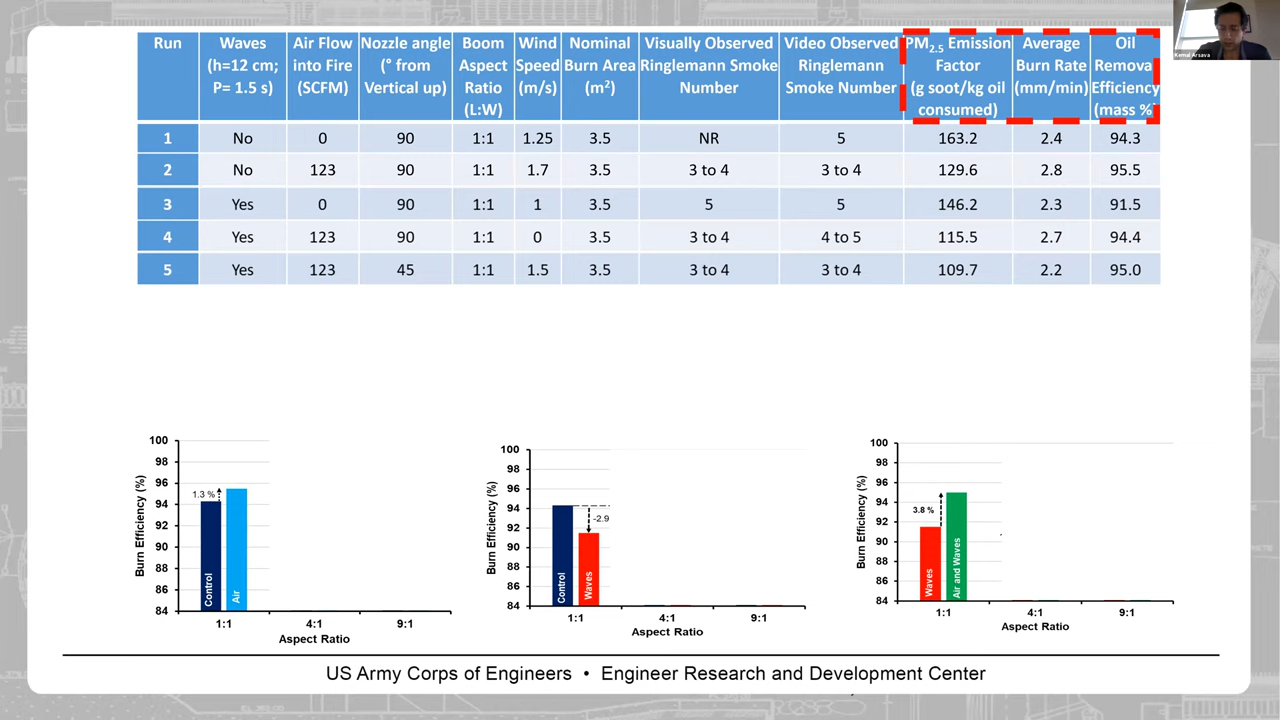 Run
Waves
(h=12 cm;
P= 1.5 s)
Air Flow
into Fire
(SCFM)
Nozzle angle
(° from
Vertical up)
Boom
Aspect
Ratio
(L:W)
Wind
Speed
(m/s)
Nominal
Burn Area
(m²)
Visually Observed
Ringlemann Smoke
Number
Video Observed
Ringlemann
Smoke Number
PM2.5 Emission
Factor
(g soot/kg oil
consumed)
Average
Burn Rate
(mm/min)
Oil
Remova
Efficiency
(mass %
1 No 0 90 1:1 1.25 3.5 NR 5 163.2 2.4 94.3
2 No 123 90 1:1 1.7 3.5 3 to 4 3 to 4 129.6 2.8 95.5
3 Yes 0 90 1:1 1 3.5 5 5 146.2 2.3 91.5
4 Yes 123 90 1:1 0 3.5 3 to 4 4 to 5 115.5 2.7 94.4
5 Yes 123 45 1:1 1.5 3.5 3 to 4 3 to 4 109.7 2.2 95.0
Kemal Arsava
Burn Efficiency (%)
100
98
96
94
92
90
88
86
84
1.3 %
Control
Air
1:1 4:1 9:1
Aspect Ratio
Burn Efficiency (%)
100
98
96
94
92
90
88
86
84
-2.9
Control
Waves
1:1 4:1 9:1
Aspect Ratio
Burn Efficiency (%)
100
98
96
94
92
90
88
86
84
3.8 %
Waves
Air and Waves
1:1 4:1 9:1
Aspect Ratio
US Army Corps of Engineers • Engineer Research and Development Center